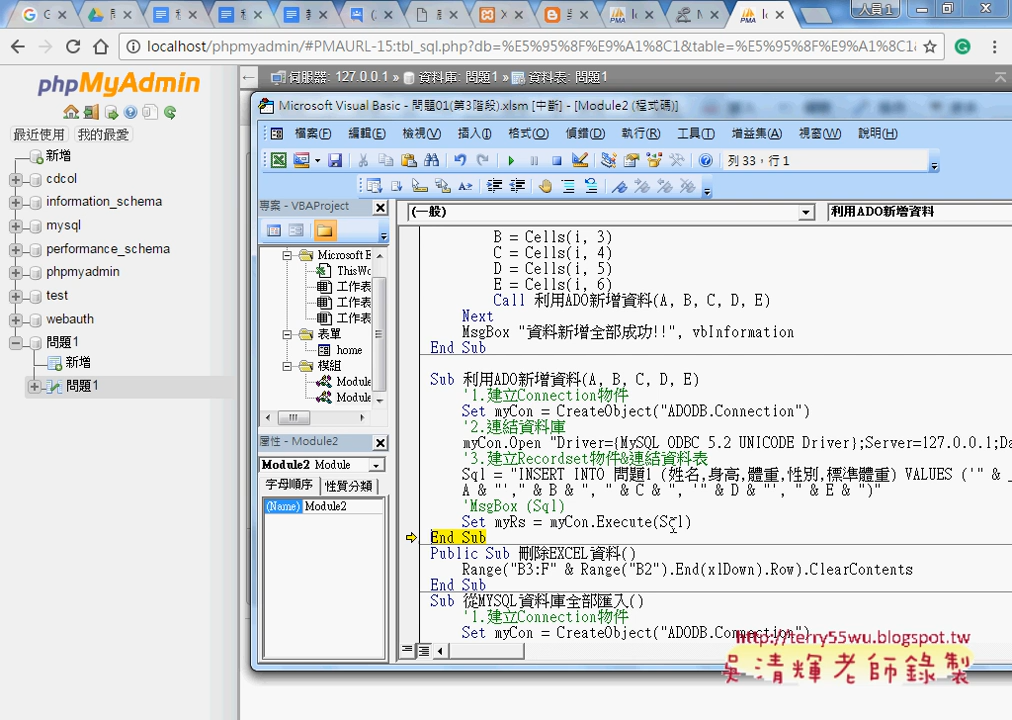 人員1
localhost/phpmyadmin/#PMAURL-15:tbl_sql.php?db=%E5%95%8F%E9%A1%8C1&table=%E5%95%8F%E9%A1%8C1&
phpMyAdmin
最近使用 我的最愛
新增
cdcol
information_schema
mysql
performance_schema
phpmyadmin
test
webauth
問題1
新增
問題1
伺服器: 127.0.0.1 » 資料庫: 問題1 » 資料表: 問題1
Microsoft Visual Basic - 問題01(第3階段).xlsm [中斷] - [Module2 (程式碼)]
檔案(F) 編輯(E) 檢視(V) 插入(I) 格式(O) 偵錯(D) 執行(R) 工具(T) 增益集(A) 視窗(W) 說明(H)
列 33，行 1
專案 - VBAProject
Microsoft E
ThisWo
工作表
工作表
工作表
表單
home
模組
Module
Module
屬性 - Module2
Module2 Module
字母順序 性質分類
(Name) Module2
(一般) 利用ADO新增資料
B = Cells(i, 3)
C = Cells(i, 4)
D = Cells(i, 5)
E = Cells(i, 6)
Call 利用ADO新增資料(A, B, C, D, E)
Next
MsgBox "資料新增全部成功!!", vbInformation
End Sub
Sub 利用ADO新增資料(A, B, C, D, E)
'1.建立Connection物件
Set myCon = CreateObject("ADODB.Connection")
'2.連結資料庫
myCon.Open "Driver={MySQL ODBC 5.2 UNICODE Driver};Server=127.0.0.1;Da
'3.建立Recordset物件&連結資料表
Sql = "INSERT INTO 問題1 (姓名,身高,體重,性別,標準體重) VALUES ('" & _
A & "'," & B & ", " & C & ", '" & D & "', " & E & ")"
'MsgBox (Sql)
Set myRs = myCon.Execute(Sql)
End Sub
Public Sub 刪除EXCEL資料()
Range("B3:F" & Range("B2").End(xlDown).Row).ClearContents
End Sub
Sub 從MYSQL資料庫全部匯入()
'1.建立Connection物件
Set myCon = CreateObject("ADODB.Connection")
http://terry55wu.blogspot.tw
吳清輝老師錄製